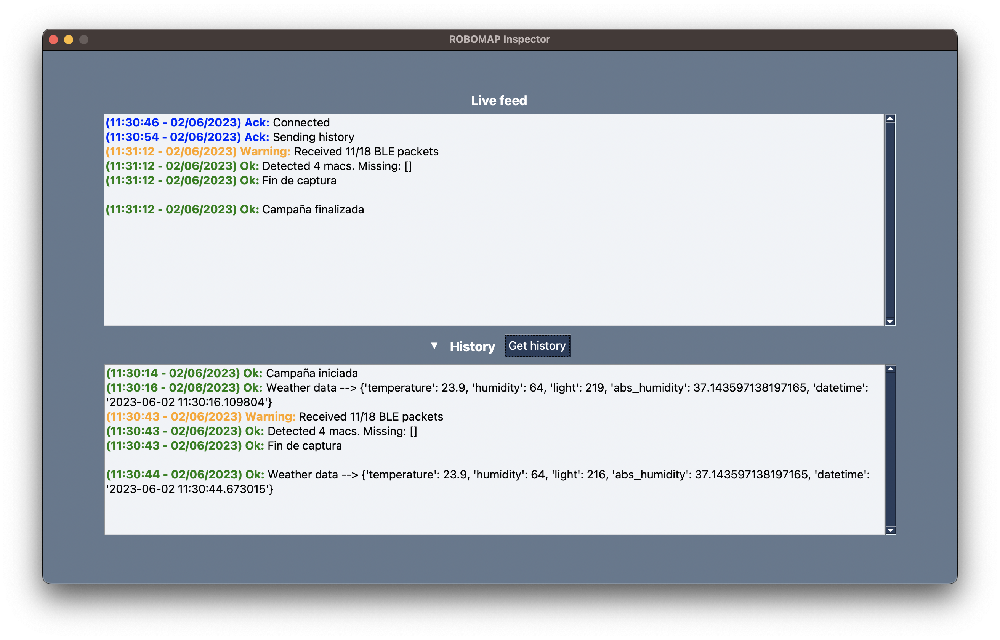 ROBOMAP Inspector
Live feed
(11:30:46 - 02/06/2023) Ack: Connected
(11:30:54 - 02/06/2023) Ack: Sending history
(11:31:12 - 02/06/2023) Warning: Received 11/18 BLE packets
(11:31:12 - 02/06/2023) Ok: Detected 4 macs. Missing: []
(11:31:12 - 02/06/2023) Ok: Fin de captura
(11:31:12 - 02/06/2023) Ok: Campaña finalizada
▼ History Get history
(11:30:14 - 02/06/2023) Ok: Campaña iniciada
(11:30:16 - 02/06/2023) Ok: Weather data --> {'temperature': 23.9, 'humidity': 64, 'light': 219, 'abs_humidity': 37.143597138197165, 'datetime':
'2023-06-02 11:30:16.109804'}
(11:30:43 - 02/06/2023) Warning: Received 11/18 BLE packets
(11:30:43 - 02/06/2023) Ok: Detected 4 macs. Missing: []
(11:30:43 - 02/06/2023) Ok: Fin de captura
(11:30:44 - 02/06/2023) Ok: Weather data --> {'temperature': 23.9, 'humidity': 64, 'light': 216, 'abs_humidity': 37.143597138197165, 'datetime':
'2023-06-02 11:30:44.673015'}